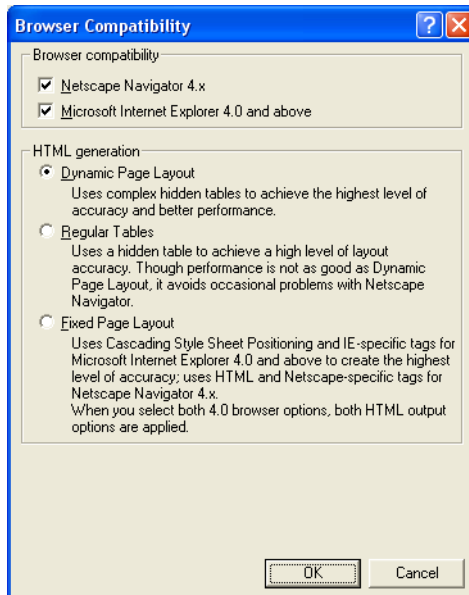 Browser Compatibility
Browser compatibility
Netscape Navigator 4.x
Microsoft Internet Explorer 4.0 and above
HTML generation
Dynamic Page Layout
Uses complex hidden tables to achieve the highest level of
accuracy and better performance.
Regular Tables
Uses a hidden table to achieve a high level of layout
accuracy. Though performance is not as good as Dynamic
Page Layout, it avoids occasional problems with Netscape
Navigator.
Fixed Page Layout
Uses Cascading Style Sheet Positioning and IE-specific tags for
Microsoft Internet Explorer 4.0 and above to create the highest
level of accuracy; uses HTML and Netscape-specific tags for
Netscape Navigator 4.x.
When you select both 4.0 browser options, both HTML output
options are applied.
OK Cancel